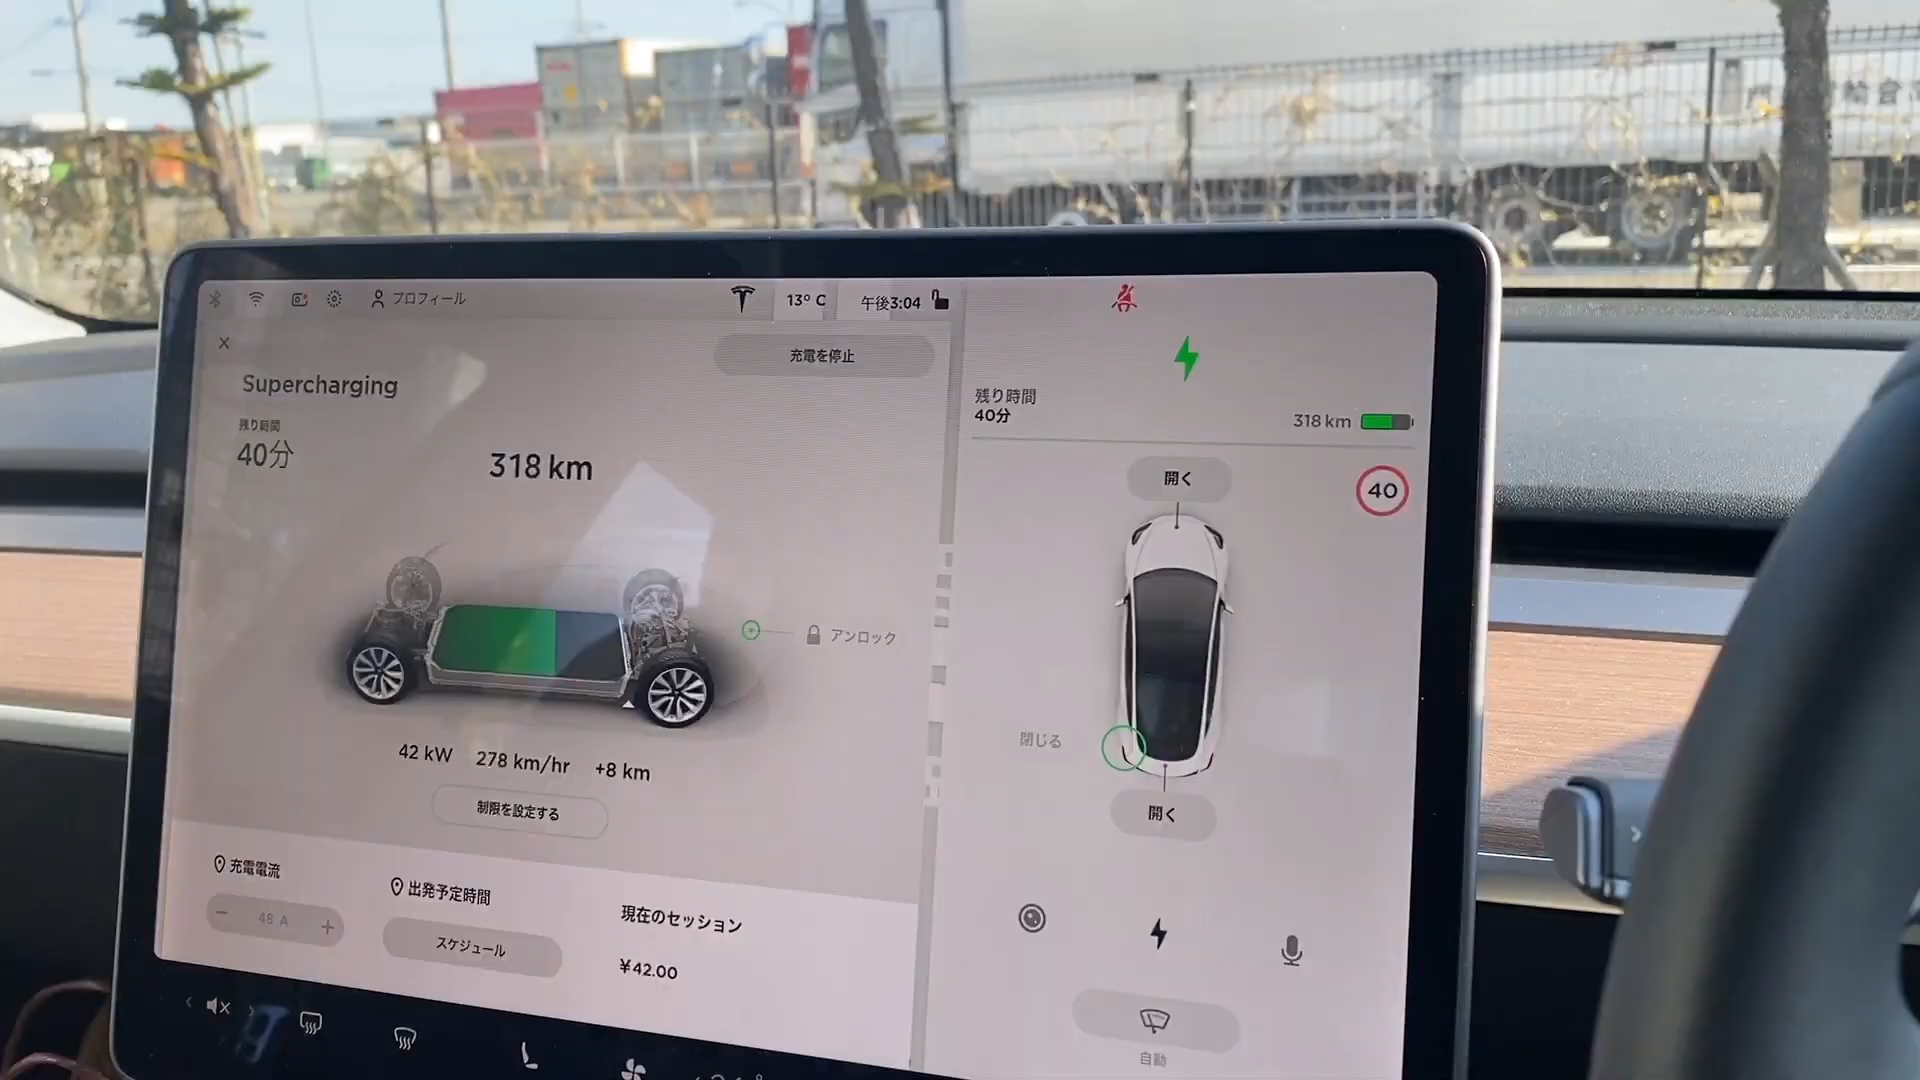 プロフィール
13° C
午後3:04
充電を停止
Supercharging
残り時間
40分
318 km
アンロック
42 kW 278 km/hr +8 km
制限を設定する
充電電流
− 48 A +
出発予定時間
スケジュール
現在のセッション
¥42.00
残り時間
40分
318 km
開く
40
閉じる
開く
自動